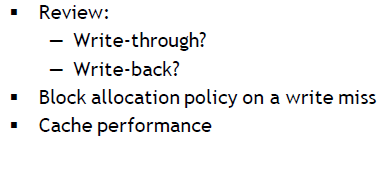 ▪ Review:
— Write-through?
— Write-back?
▪ Block allocation policy on a write miss
▪ Cache performance